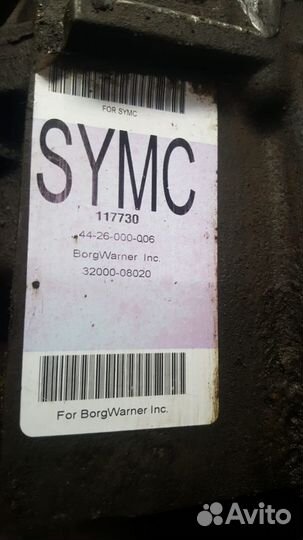 FOR SYMC
SYMC
117730
44-26-000-006
BorgWarner Inc.
32000-08020
For BorgWarner Inc.
Avito